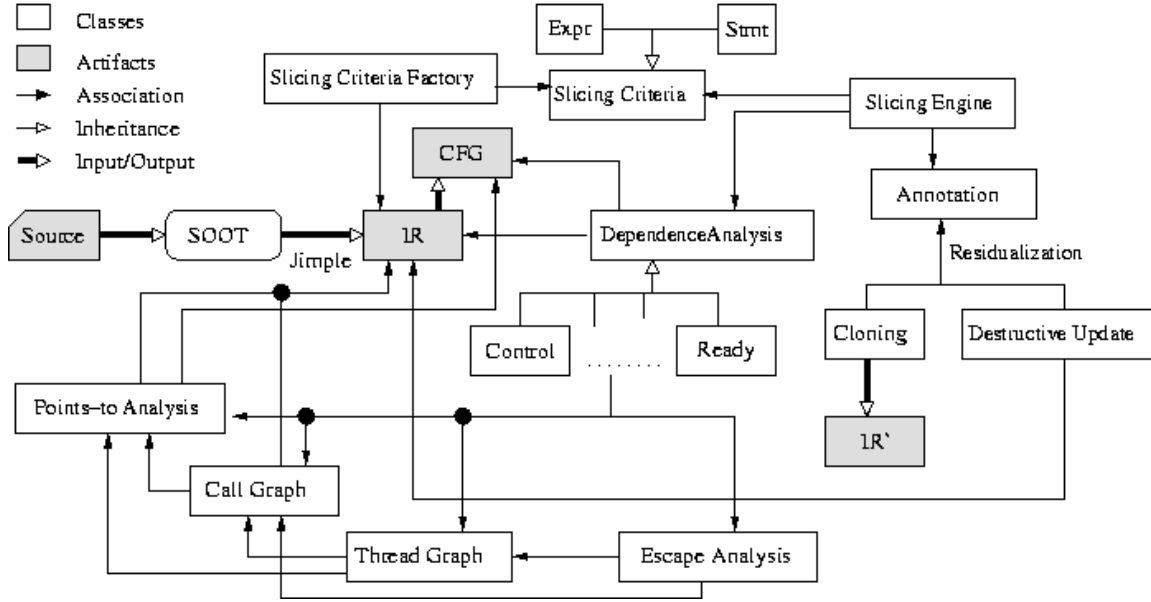 Classes
Artifacts
Association
Inheritance
Input/Output
Expr
Stmt
Slicing Criteria Factory
Slicing Criteria
Slicing Engine
CFG
Annotation
Source
SOOT
Jimple
IR
DependenceAnalysis
Residualization
Control
Ready
Cloning
Destructive Update
Points-to Analysis
IR`
Call Graph
Thread Graph
Escape Analysis